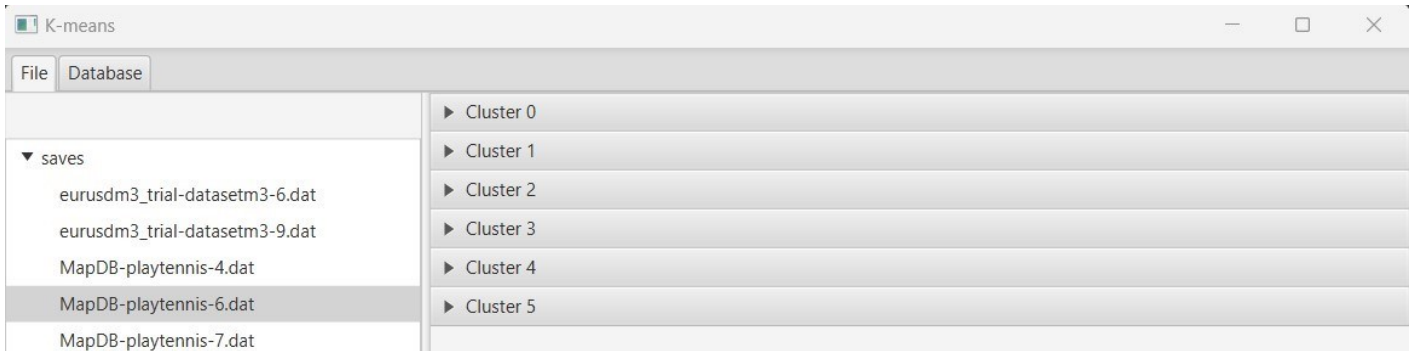 K-means
File Database
saves
eurusdm3_trial-datasetm3-6.dat
eurusdm3_trial-datasetm3-9.dat
MapDB-playtennis-4.dat
MapDB-playtennis-6.dat
MapDB-playtennis-7.dat
Cluster 0
Cluster 1
Cluster 2
Cluster 3
Cluster 4
Cluster 5